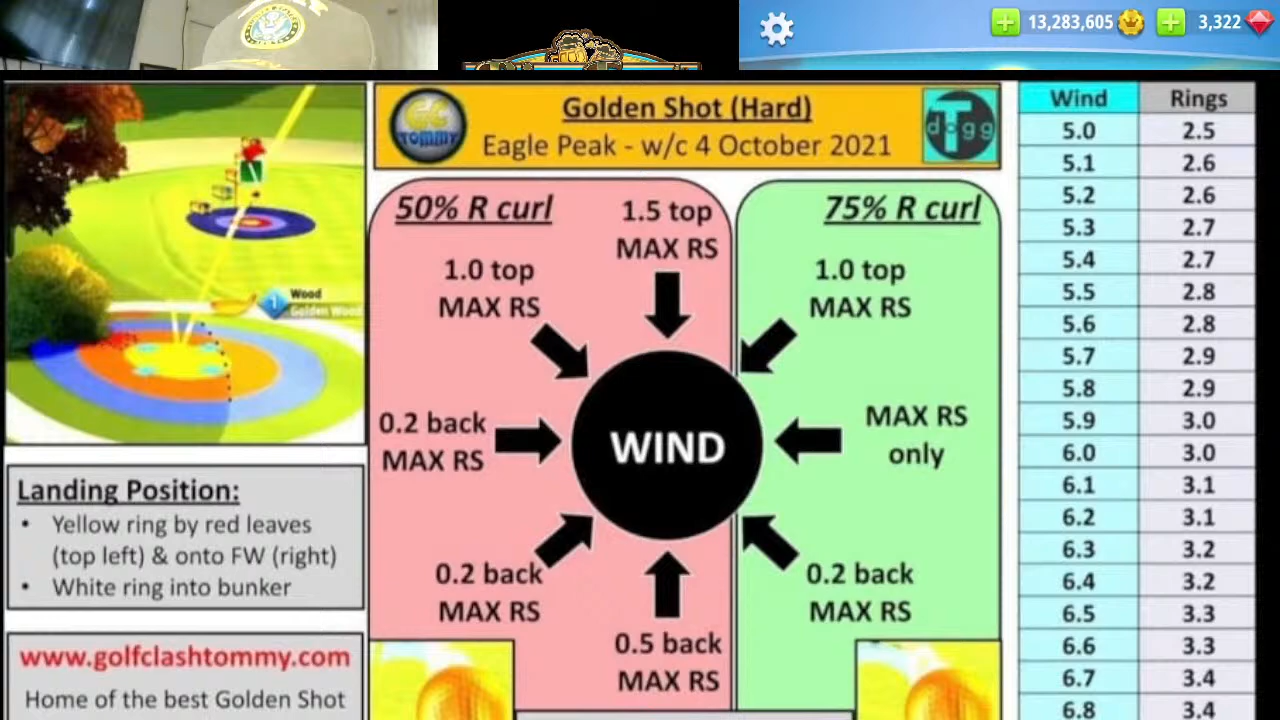 13,283,605
3,322
Golden Shot (Hard)
Eagle Peak - w/c 4 October 2021
GC
TOMMY
T
dogg
Wood
Golden Wood
Landing Position:
• Yellow ring by red leaves
(top left) & onto FW (right)
• White ring into bunker
www.golfclashtommy.com
Home of the best Golden Shot
50% R curl
75% R curl
1.5 top
MAX RS
1.0 top
MAX RS
1.0 top
MAX RS
0.2 back
MAX RS
WIND
MAX RS
only
0.2 back
MAX RS
0.2 back
MAX RS
0.5 back
MAX RS
Wind Rings
5.0 2.5
5.1 2.6
5.2 2.6
5.3 2.7
5.4 2.7
5.5 2.8
5.6 2.8
5.7 2.9
5.8 2.9
5.9 3.0
6.0 3.0
6.1 3.1
6.2 3.1
6.3 3.2
6.4 3.2
6.5 3.3
6.6 3.3
6.7 3.4
6.8 3.4